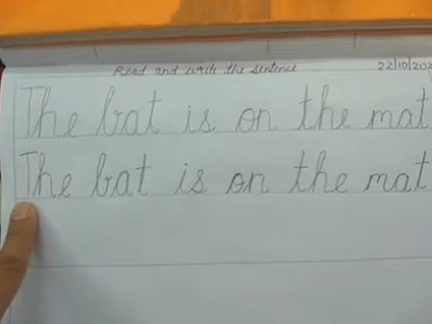 Read and write the sentence 22/10/202
The bat is on the mat
The bat is on the mat